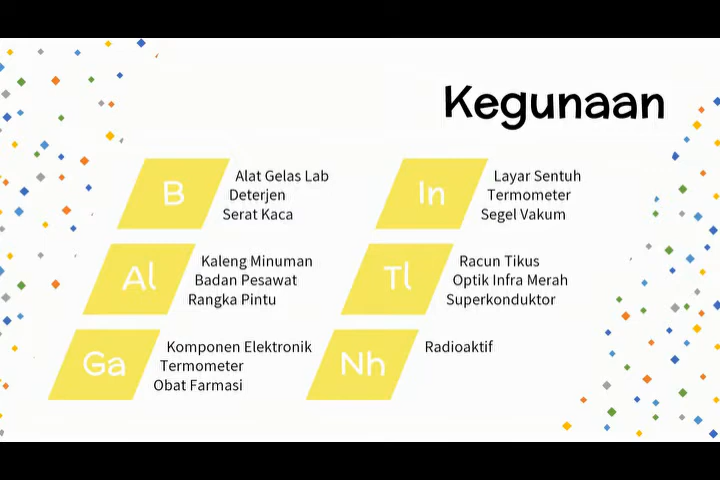 Kegunaan
B
Alat Gelas Lab
Deterjen
Serat Kaca
In
Layar Sentuh
Termometer
Segel Vakum
Al
Kaleng Minuman
Badan Pesawat
Rangka Pintu
Tl
Racun Tikus
Optik Infra Merah
Superkonduktor
Ga
Komponen Elektronik
Termometer
Obat Farmasi
Nh
Radioaktif